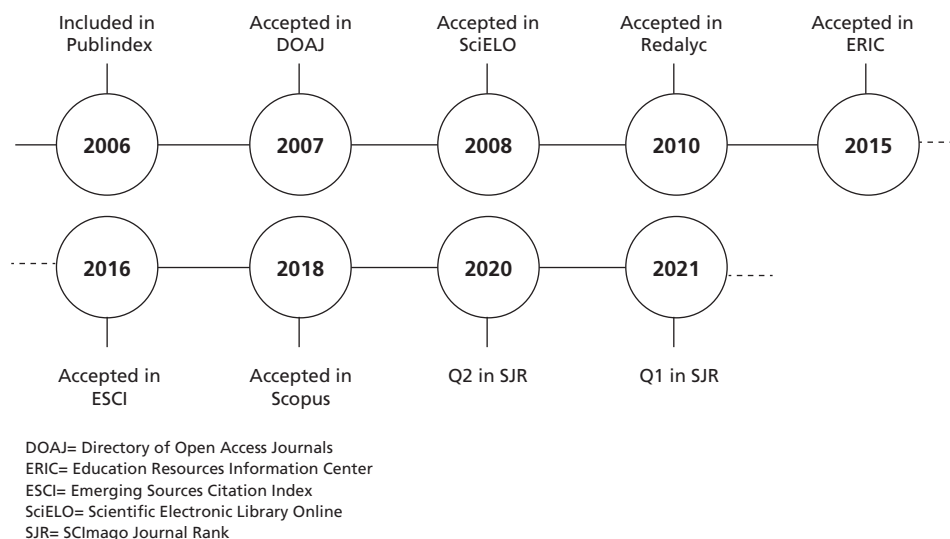 Included in
Publindex
Accepted in
DOAJ
Accepted in
SciELO
Accepted in
Redalyc
Accepted in
ERIC
2006
2007
2008
2010
2015
2016
2018
2020
2021
Accepted in
ESCI
Accepted in
Scopus
Q2 in SJR
Q1 in SJR
DOAJ= Directory of Open Access Journals
ERIC= Education Resources Information Center
ESCI= Emerging Sources Citation Index
SciELO= Scientific Electronic Library Online
SJR= SCImago Journal Rank